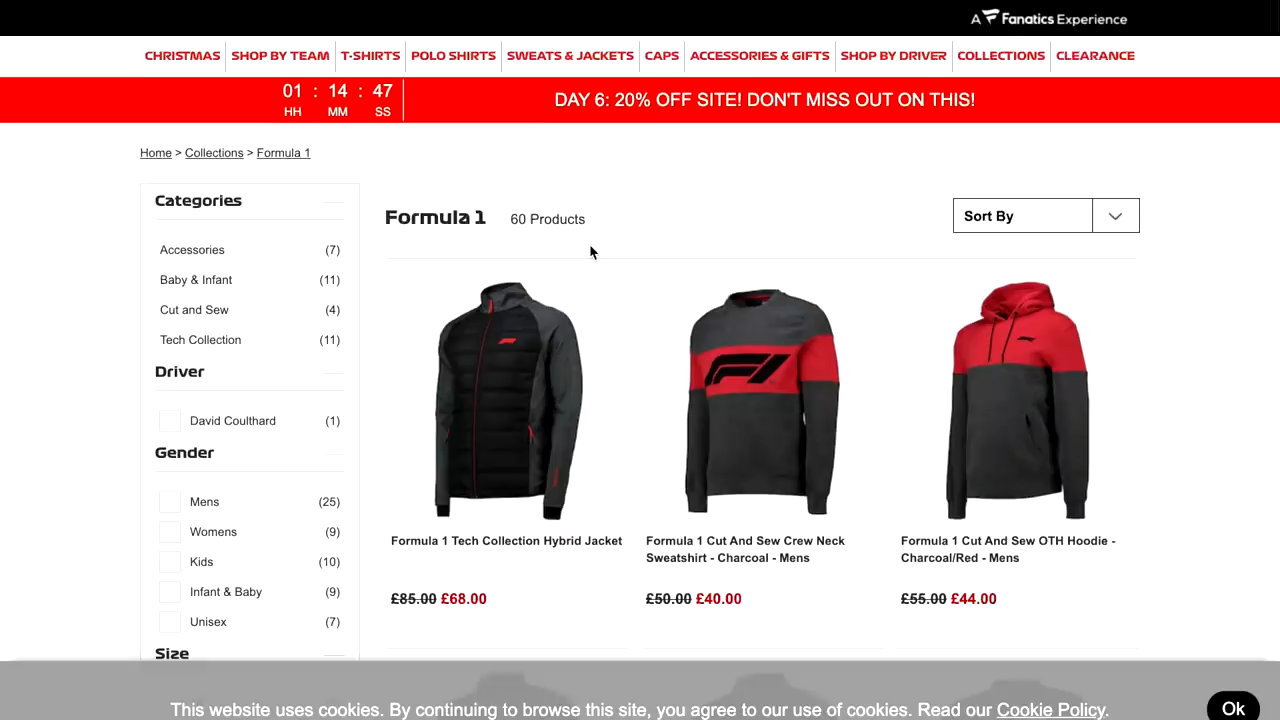 A Fanatics Experience
CHRISTMAS SHOP BY TEAM T-SHIRTS POLO SHIRTS SWEATS & JACKETS CAPS ACCESSORIES & GIFTS SHOP BY DRIVER COLLECTIONS CLEARANCE
01 : 14 : 47
HH MM SS
DAY 6: 20% OFF SITE! DON'T MISS OUT ON THIS!
Home > Collections > Formula 1
Categories
Accessories (7)
Baby & Infant (11)
Cut and Sew (4)
Tech Collection (11)
Driver
David Coulthard (1)
Gender
Mens (25)
Womens (9)
Kids (10)
Infant & Baby (9)
Unisex (7)
Size
Formula 1 60 Products
Sort By
Formula 1 Tech Collection Hybrid Jacket
£85.00 £68.00
Formula 1 Cut And Sew Crew Neck
Sweatshirt - Charcoal - Mens
£50.00 £40.00
Formula 1 Cut And Sew OTH Hoodie -
Charcoal/Red - Mens
£55.00 £44.00
This website uses cookies. By continuing to browse this site, you agree to our use of cookies. Read our Cookie Policy.
Ok